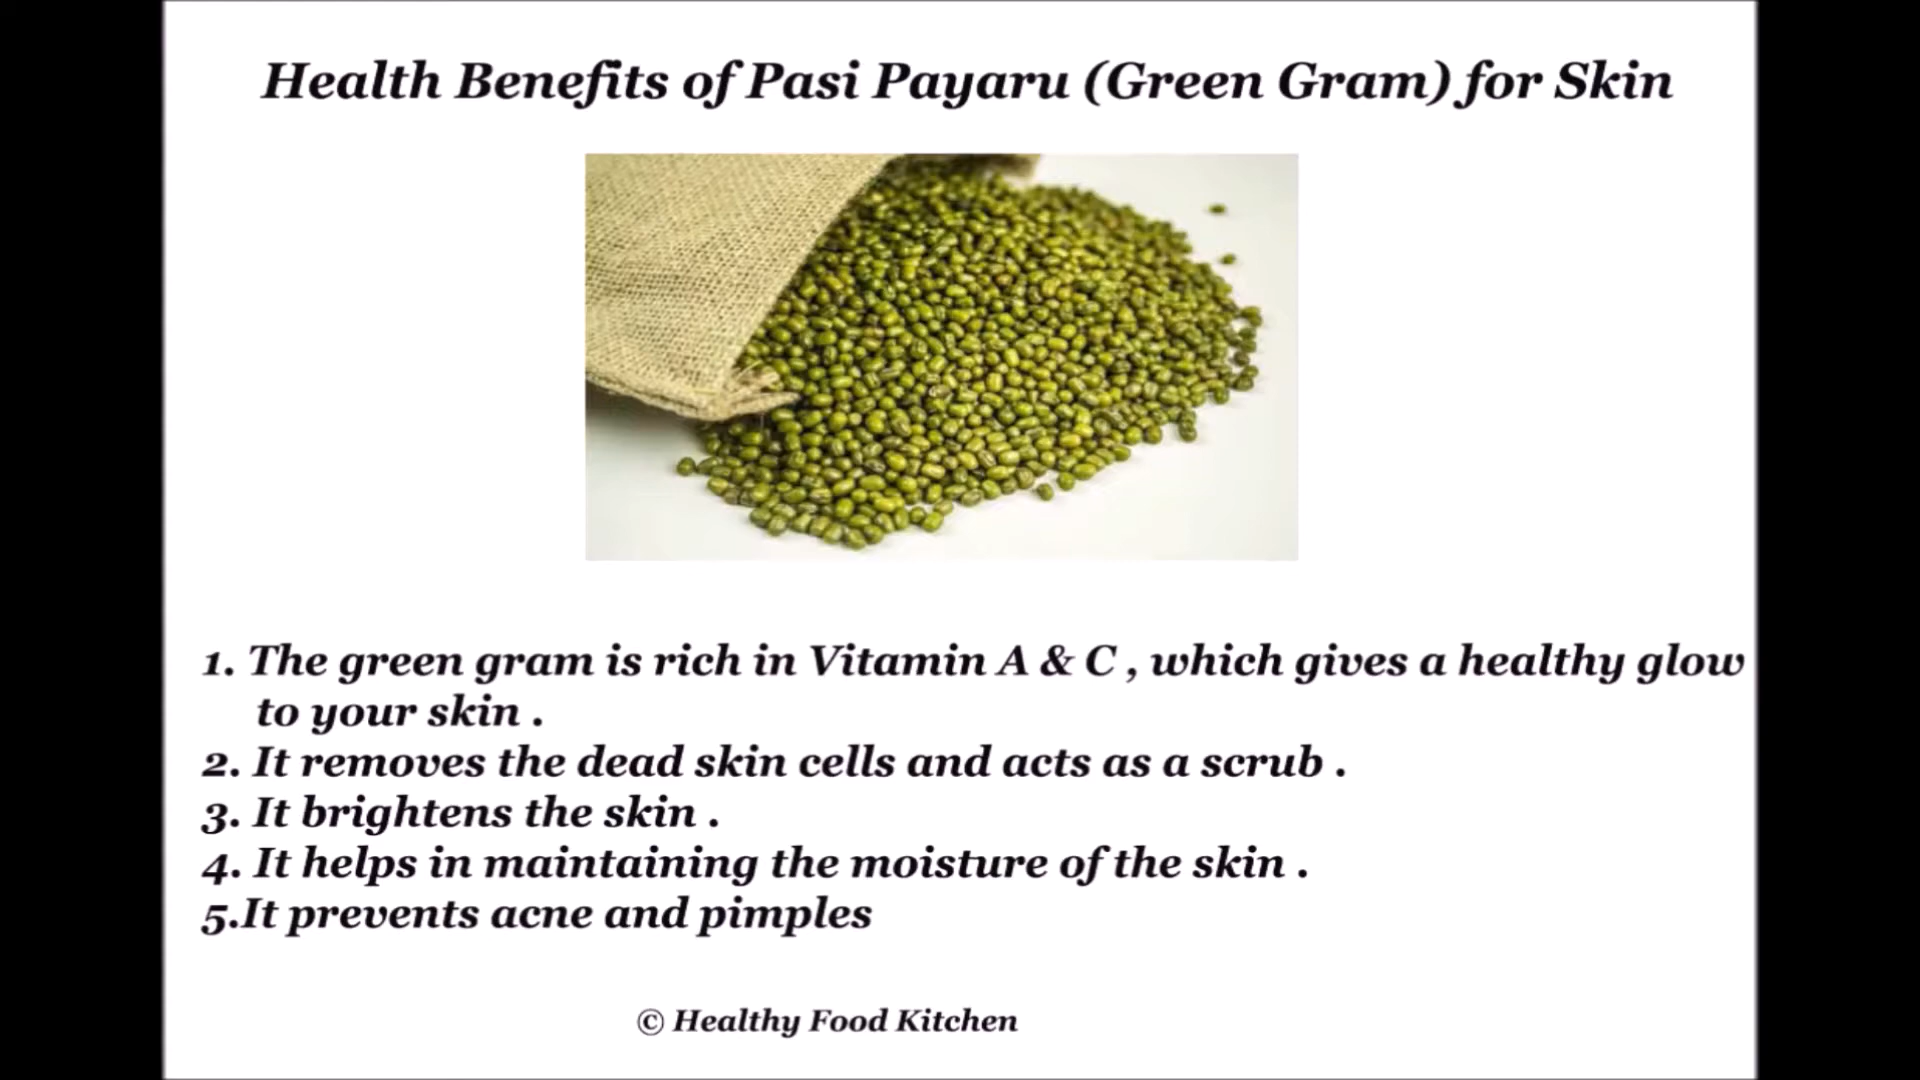 Health Benefits of Pasi Payaru (Green Gram) for Skin
1. The green gram is rich in Vitamin A & C , which gives a healthy glow
to your skin .
2. It removes the dead skin cells and acts as a scrub .
3. It brightens the skin .
4. It helps in maintaining the moisture of the skin .
5.It prevents acne and pimples
© Healthy Food Kitchen